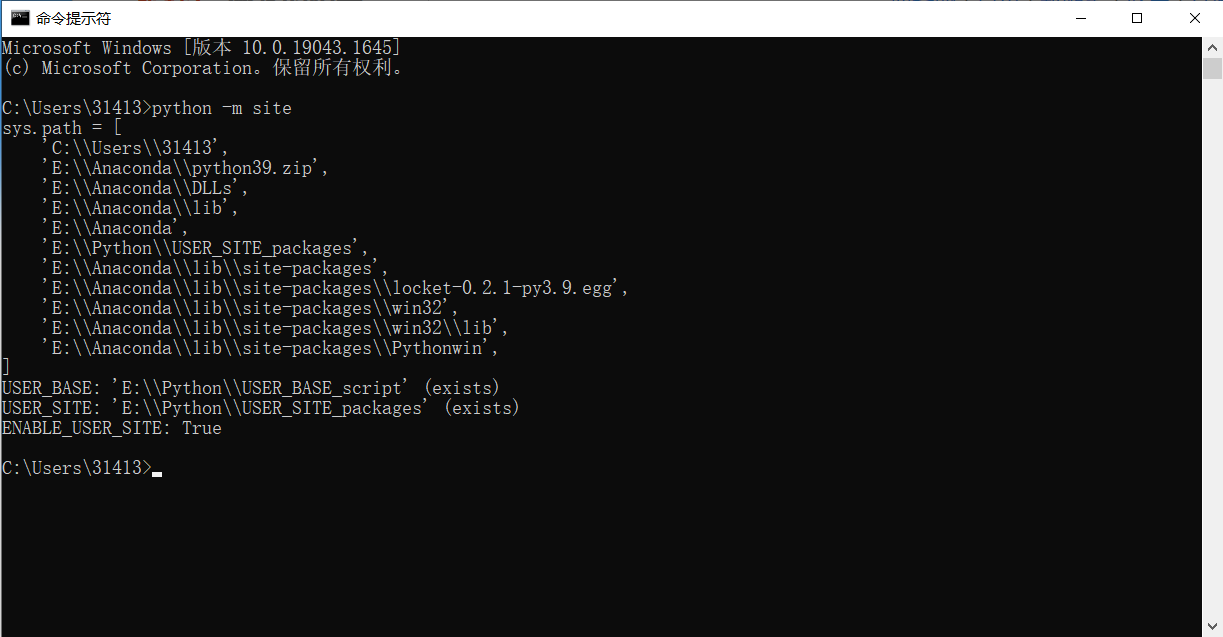 命令提示符
Microsoft Windows [版本 10.0.19043.1645]
(c) Microsoft Corporation。保留所有权利。
C:\Users\31413>python -m site
sys.path = [
    'C:\\Users\\31413',
    'E:\\Anaconda\\python39.zip',
    'E:\\Anaconda\\DLLs',
    'E:\\Anaconda\\lib',
    'E:\\Anaconda',
    'E:\\Python\\USER_SITE_packages',
    'E:\\Anaconda\\lib\\site-packages',
    'E:\\Anaconda\\lib\\site-packages\\locket-0.2.1-py3.9.egg',
    'E:\\Anaconda\\lib\\site-packages\\win32',
    'E:\\Anaconda\\lib\\site-packages\\win32\\lib',
    'E:\\Anaconda\\lib\\site-packages\\Pythonwin',
]
USER_BASE: 'E:\\Python\\USER_BASE_script' (exists)
USER_SITE: 'E:\\Python\\USER_SITE_packages' (exists)
ENABLE_USER_SITE: True
C:\Users\31413>